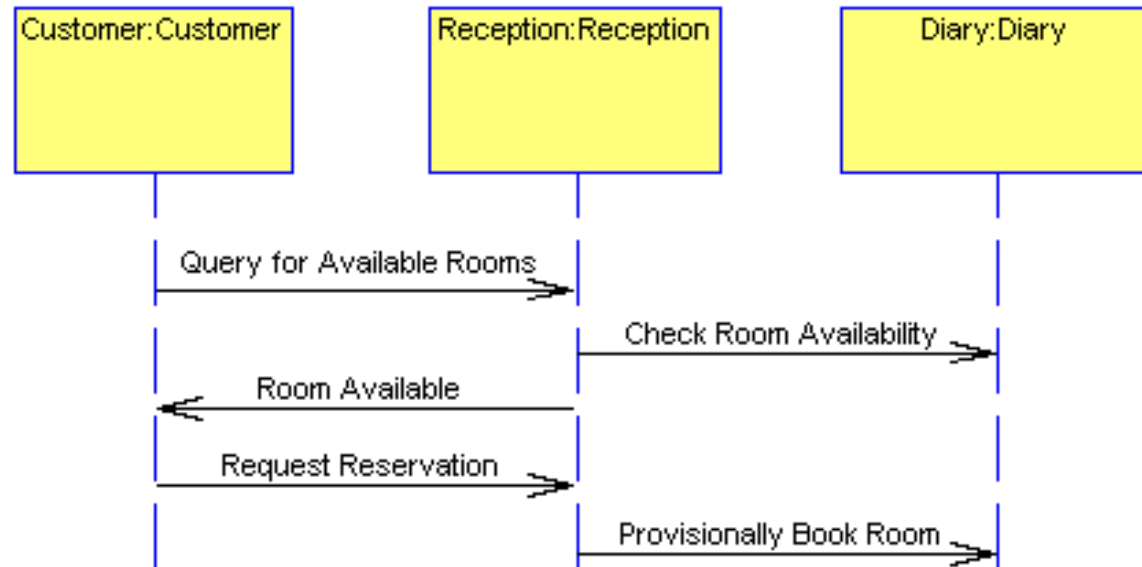 Customer:Customer
Reception:Reception
Diary:Diary
Query for Available Rooms
Check Room Availability
Room Available
Request Reservation
Provisionally Book Room